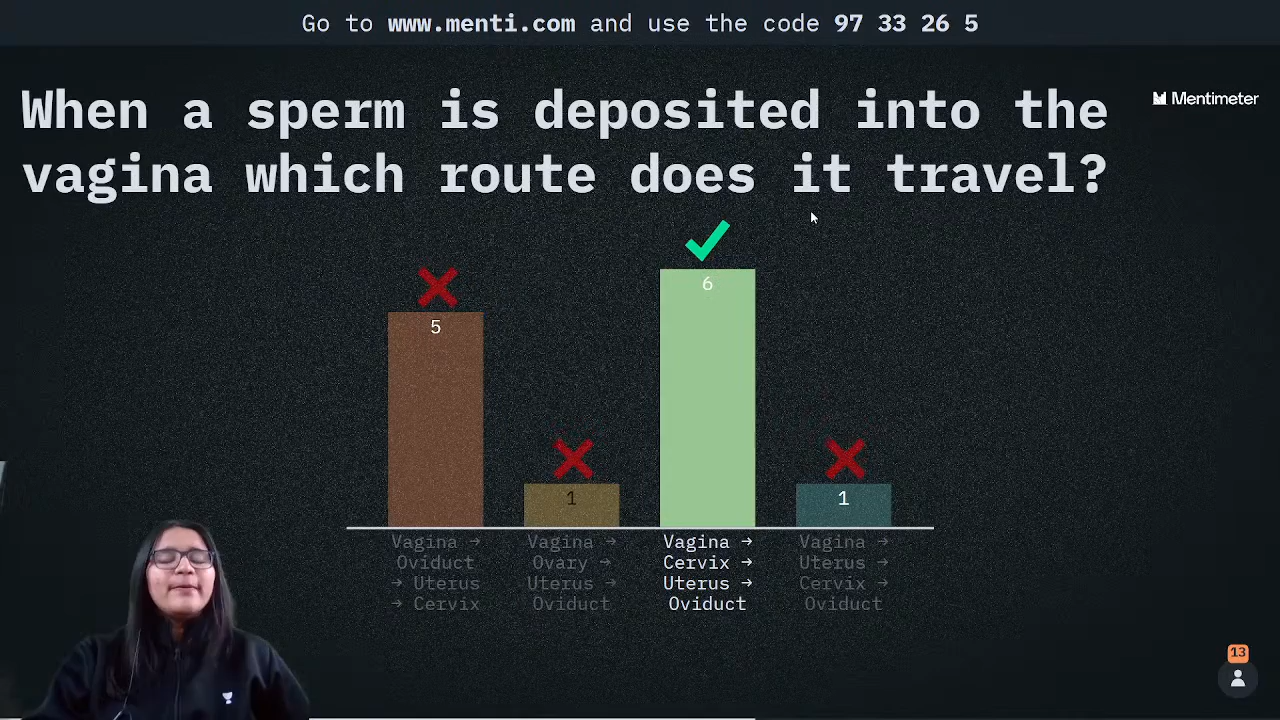 Go to www.menti.com and use the code 97 33 26 5
When a sperm is deposited into the
vagina which route does it travel?
Mentimeter
5
1
6
1
Vagina →
Oviduct
→ Uterus
→ Cervix
Vagina →
Ovary →
Uterus →
Oviduct
Vagina →
Cervix →
Uterus →
Oviduct
Vagina →
Uterus →
Cervix →
Oviduct
13